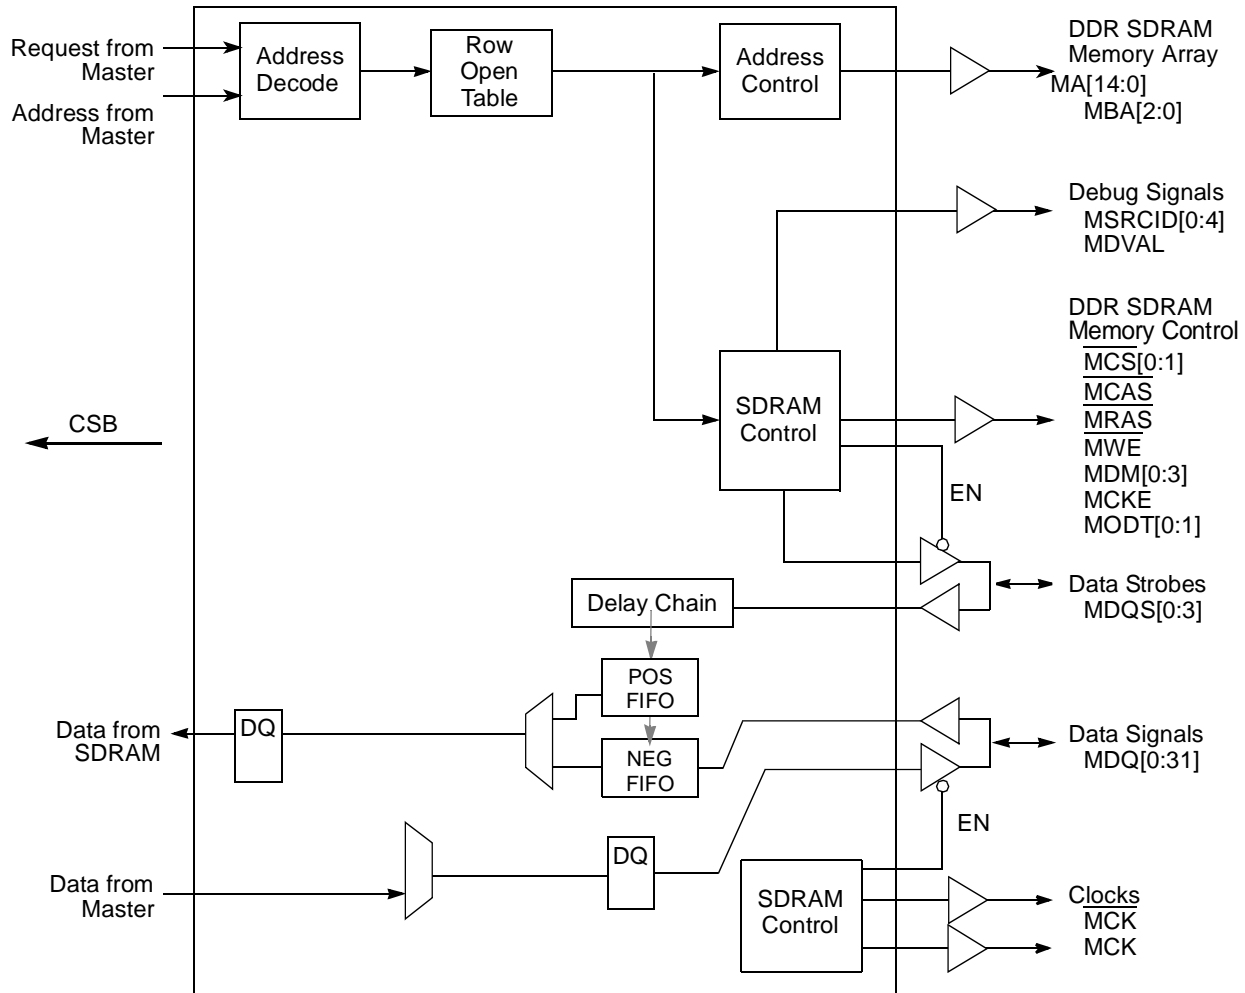 Request from
Master
Address from
Master
Address
Decode
Row
Open
Table
Address
Control
DDR SDRAM
Memory Array
MA[14:0]
MBA[2:0]
Debug Signals
MSRCID[0:4]
MDVAL
DDR SDRAM
Memory Control
MCS[0:1]
MCAS
MRAS
MWE
MDM[0:3]
MCKE
MODT[0:1]
CSB
SDRAM
Control
EN
Delay Chain
Data Strobes
MDQS[0:3]
POS
FIFO
NEG
FIFO
Data from
SDRAM
DQ
Data Signals
MDQ[0:31]
EN
DQ
Data from
Master
SDRAM
Control
Clocks
MCK
MCK